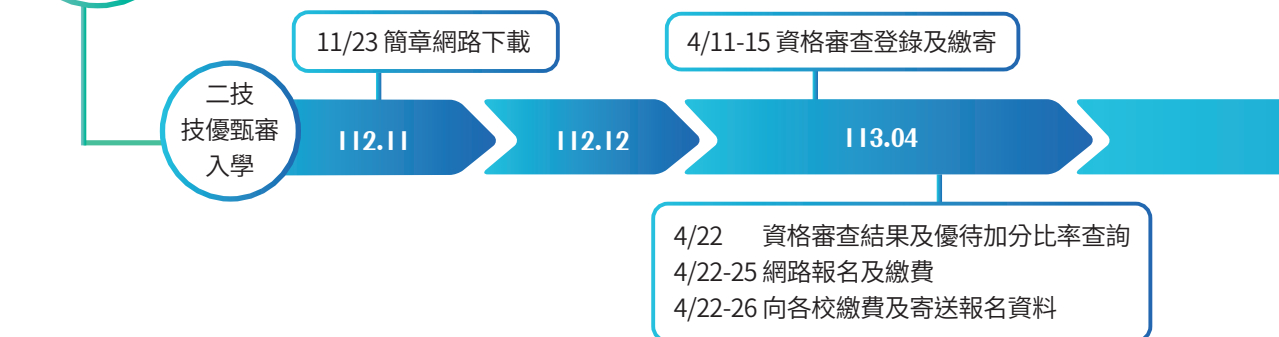 11/23 簡章網路下載
4/11-15 資格審查登錄及繳寄
二技
技優甄審
入學
112.11
112.12
113.04
4/22 資格審查結果及優待加分比率查詢
4/22-25 網路報名及繳費
4/22-26 向各校繳費及寄送報名資料